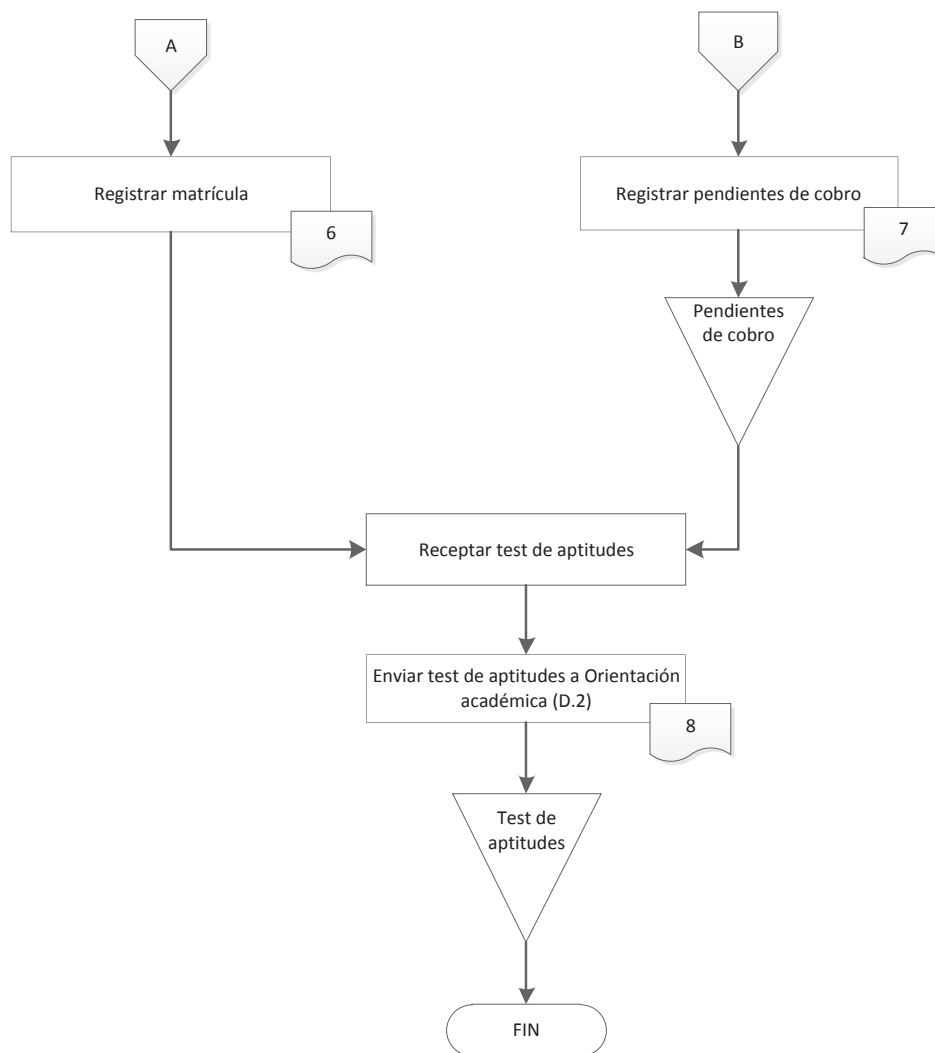 A
B
Registrar matrícula
Registrar pendientes de cobro
6
7
Pendientes
de cobro
Receptar test de aptitudes
Enviar test de aptitudes a Orientación
académica (D.2)
8
Test de
aptitudes
FIN